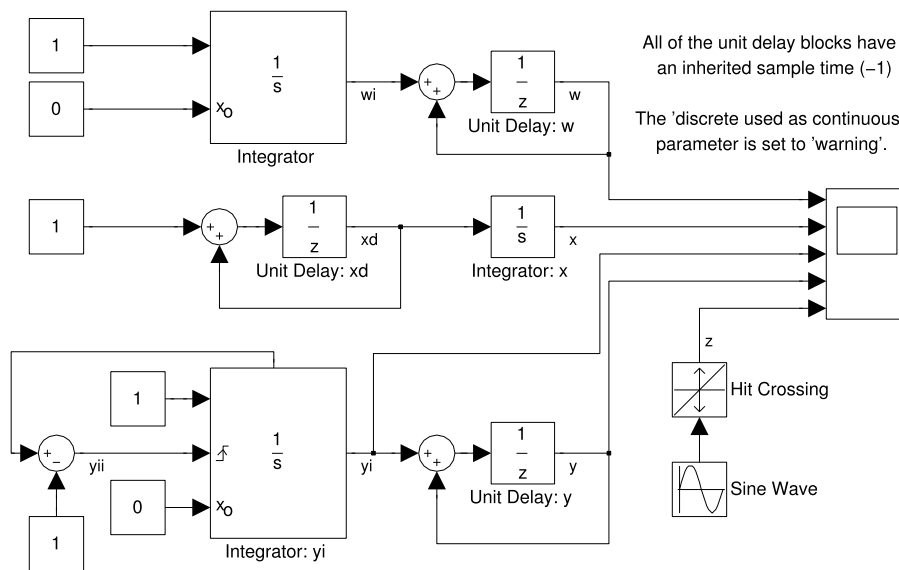 1
0
x₀
1
s
Integrator
wi
+
+
1
z
w
Unit Delay: w
All of the unit delay blocks have
an inherited sample time (−1)
The 'discrete used as continuous
parameter is set to 'warning'.
1
+
+
1
z
xd
Unit Delay: xd
1
s
x
Integrator: x
z
Hit Crossing
Sine Wave
+
−
yii
1
1
0
x₀
1
s
yi
Integrator: yi
+
+
1
z
y
Unit Delay: y